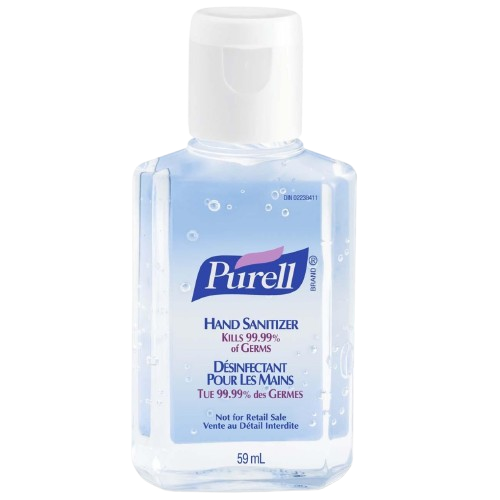 DIN 02238411
Purell
BRAND ®
HAND SANITIZER
KILLS 99.99%
of GERMS
DÉSINFECTANT
POUR LES MAINS
TUE 99.99% des GERMES
Not for Retail Sale
Vente au Détail Interdite
59 mL